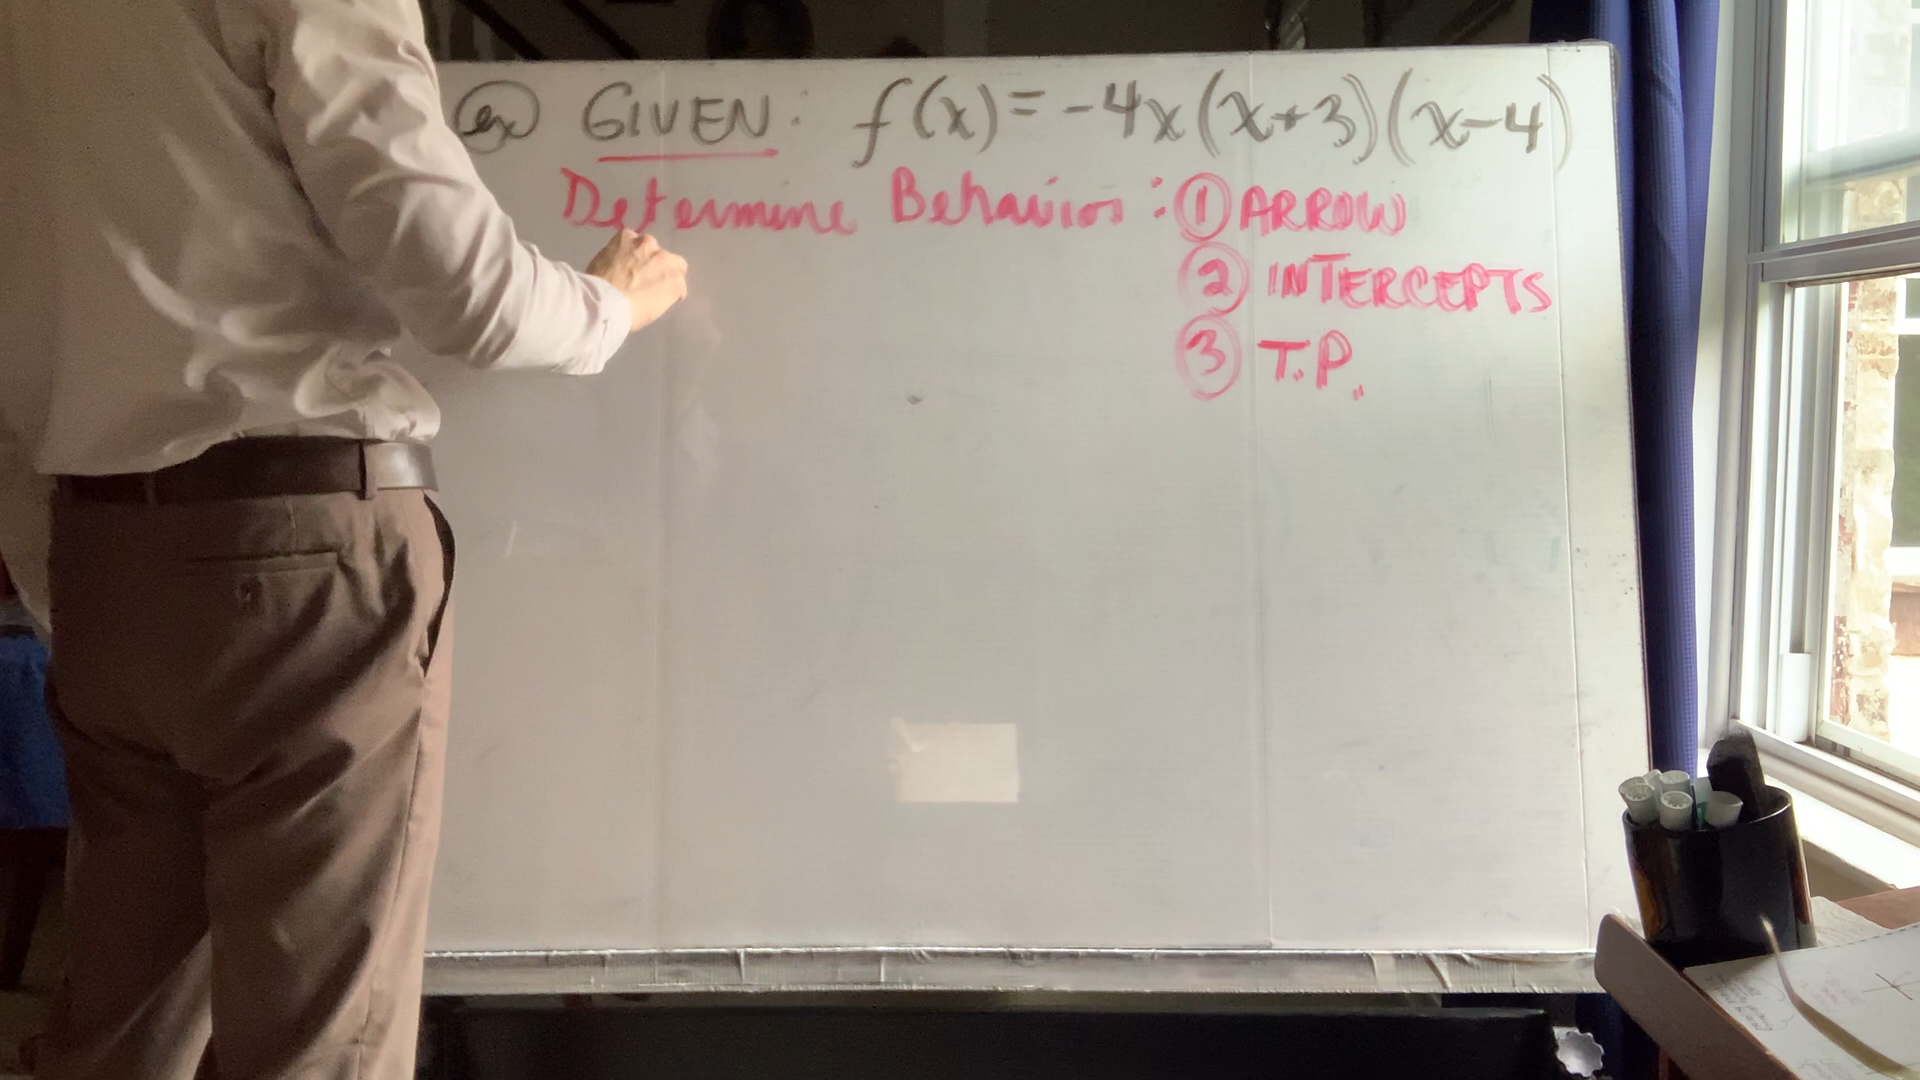 ex GIVEN: f(x) = -4x(x+3)(x-4)
Determine Behavior: ① ARROW
② INTERCEPTS
③ T.P.